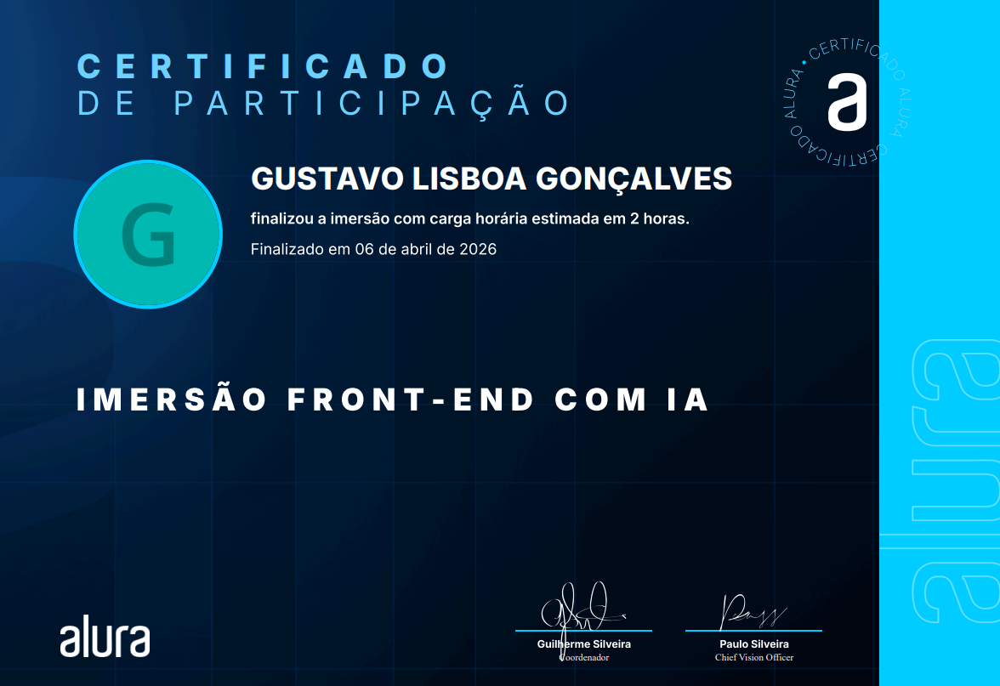 CERTIFICADO
DE PARTICIPAÇÃO
CERTIFICADO ALURA • CERTIFICADO ALURA
a
G
GUSTAVO LISBOA GONÇALVES
finalizou a imersão com carga horária estimada em 2 horas.
Finalizado em 06 de abril de 2026
IMERSÃO FRONT-END COM IA
alura
alura
Guilherme Silveira
Coordenador
Paulo Silveira
Chief Vision Officer